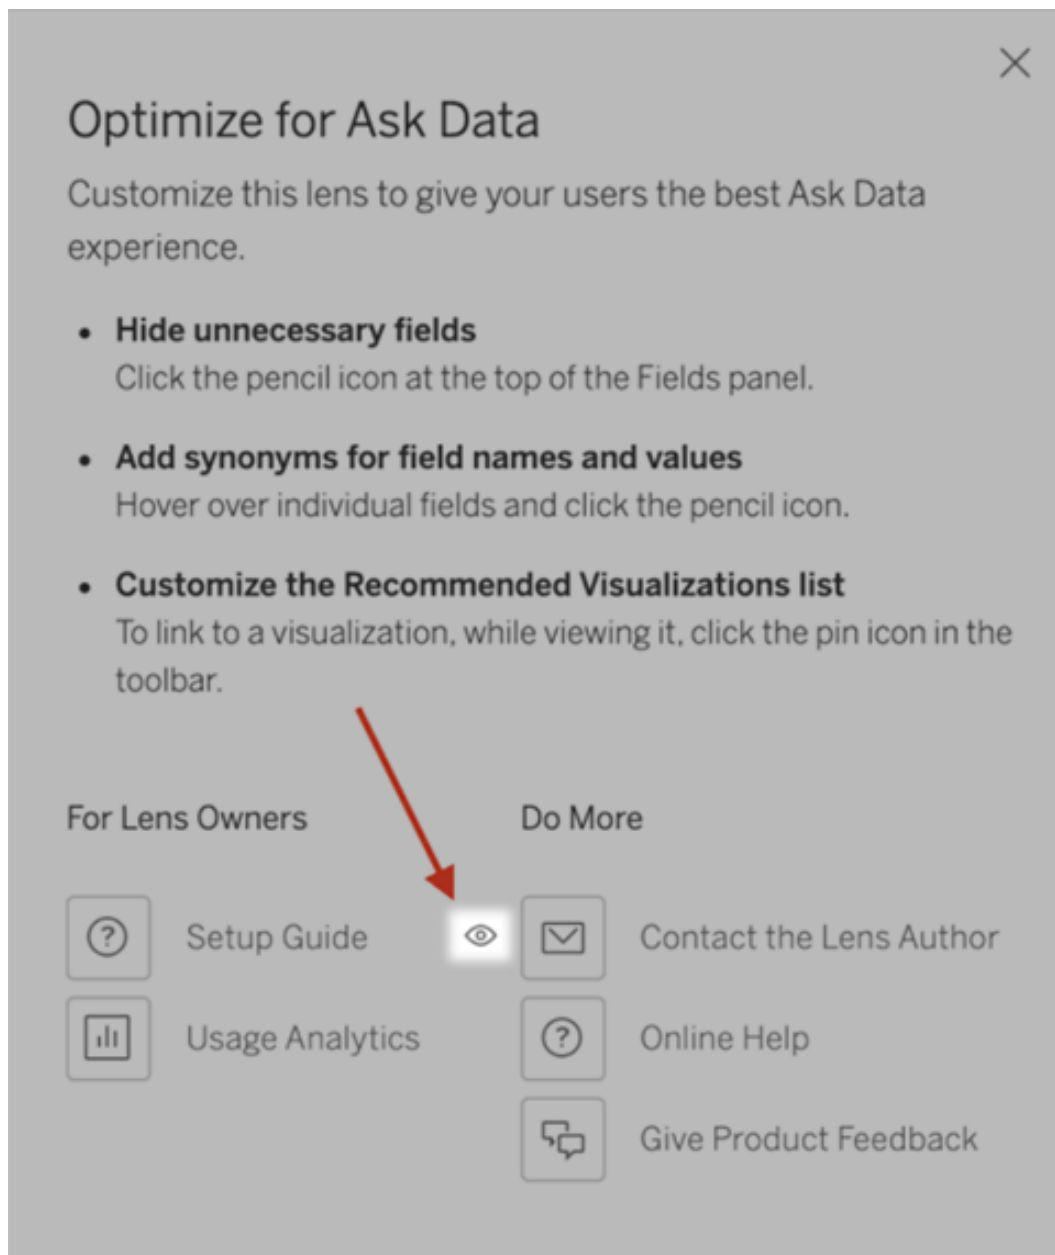 Optimize for Ask Data
Customize this lens to give your users the best Ask Data
experience.
• Hide unnecessary fields
Click the pencil icon at the top of the Fields panel.
• Add synonyms for field names and values
Hover over individual fields and click the pencil icon.
• Customize the Recommended Visualizations list
To link to a visualization, while viewing it, click the pin icon in the
toolbar.
For Lens Owners
Setup Guide
Usage Analytics
Do More
Contact the Lens Author
Online Help
Give Product Feedback